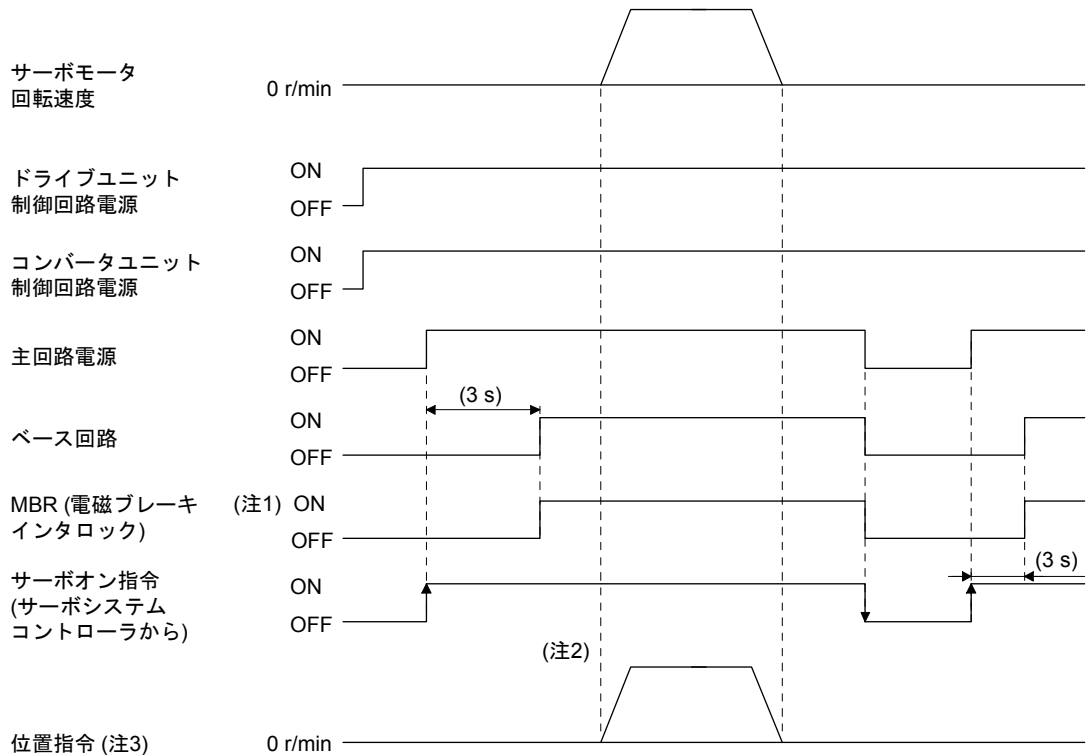 サーボモータ
回転速度
0 r/min
ドライブユニット
制御回路電源
ON
OFF
コンバータユニット
制御回路電源
ON
OFF
主回路電源
ON
OFF
(3 s)
ベース回路
ON
OFF
MBR (電磁ブレーキ
インタロック)
(注1)
ON
OFF
(3 s)
サーボオン指令
(サーボシステム
コントローラから)
ON
OFF
(注2)
位置指令 (注3)
0 r/min